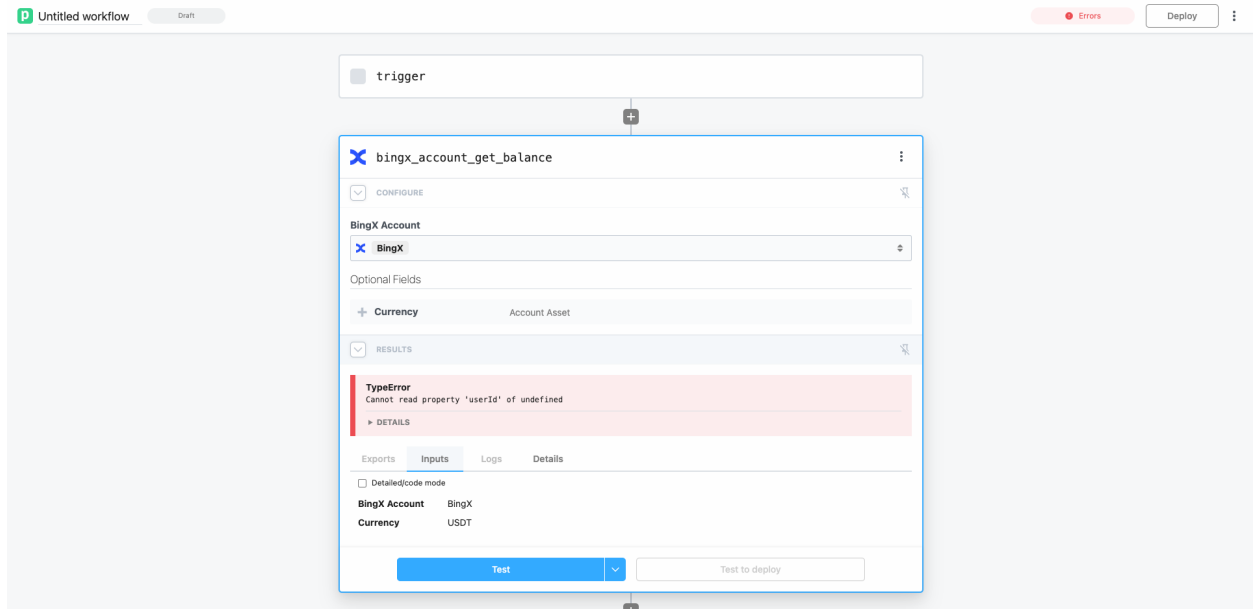 Untitled workflow Draft Errors Deploy
trigger
bingx_account_get_balance
CONFIGURE
BingX Account
BingX
Optional Fields
Currency Account Asset
RESULTS
TypeError
Cannot read property 'userId' of undefined
DETAILS
Exports Inputs Logs Details
Detailed/code mode
BingX Account BingX
Currency USDT
Test Test to deploy